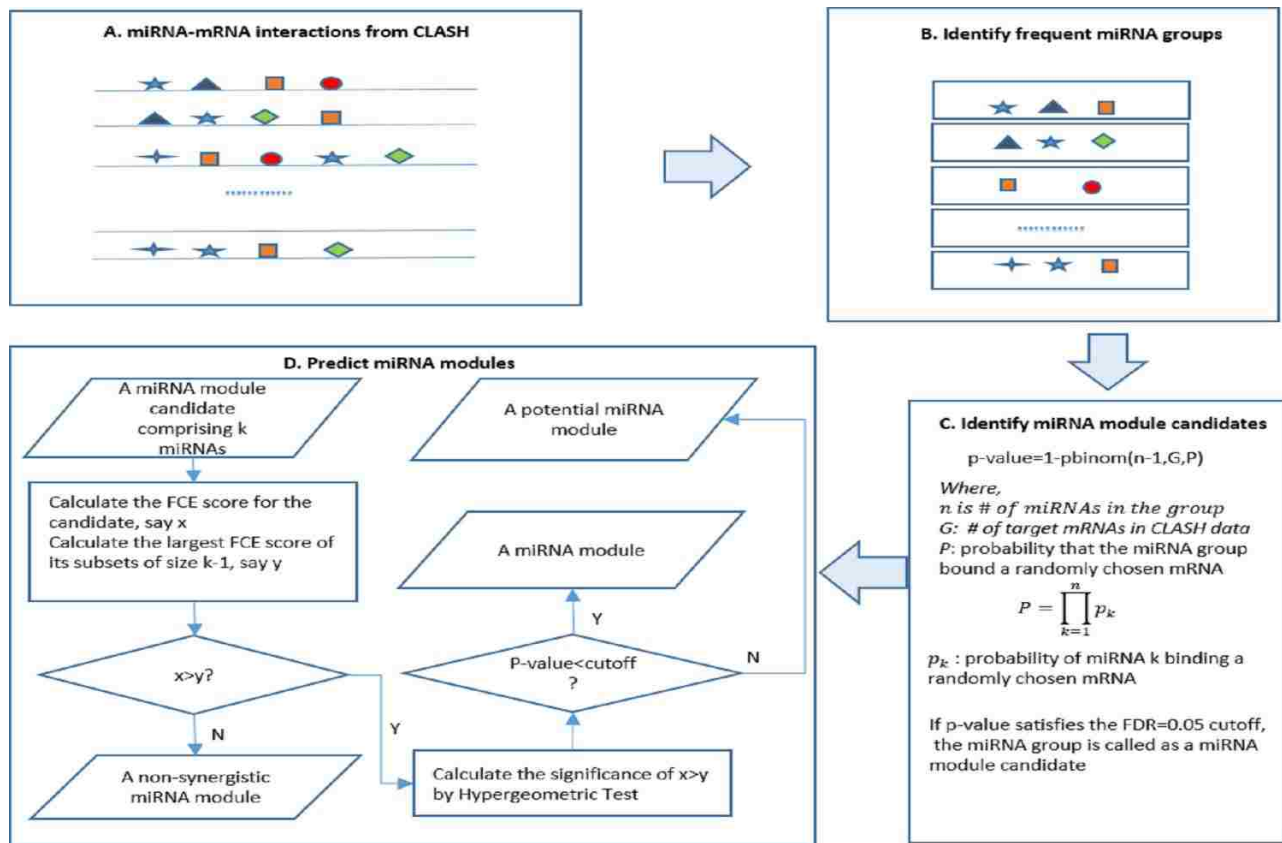 A. miRNA-mRNA interactions from CLASH
B. Identify frequent miRNA groups
C. Identify miRNA module candidates
p-value=1-pbinom(n-1,G,P)
Where,
n is # of miRNAs in the group
G: # of target mRNAs in CLASH data
P: probability that the miRNA group
bound a randomly chosen mRNA
P = ∏ⁿₖ₌₁ pₖ
pₖ : probability of miRNA k binding a
randomly chosen mRNA
If p-value satisfies the FDR=0.05 cutoff,
the miRNA group is called as a miRNA
module candidate
D. Predict miRNA modules
A miRNA module
candidate
comprising k
miRNAs
Calculate the FCE score for the
candidate, say x
Calculate the largest FCE score of
its subsets of size k-1, say y
x>y?
N
A non-synergistic
miRNA module
Y
Calculate the significance of x>y
by Hypergeometric Test
P-value<cutoff
?
Y
A miRNA module
N
A potential miRNA
module